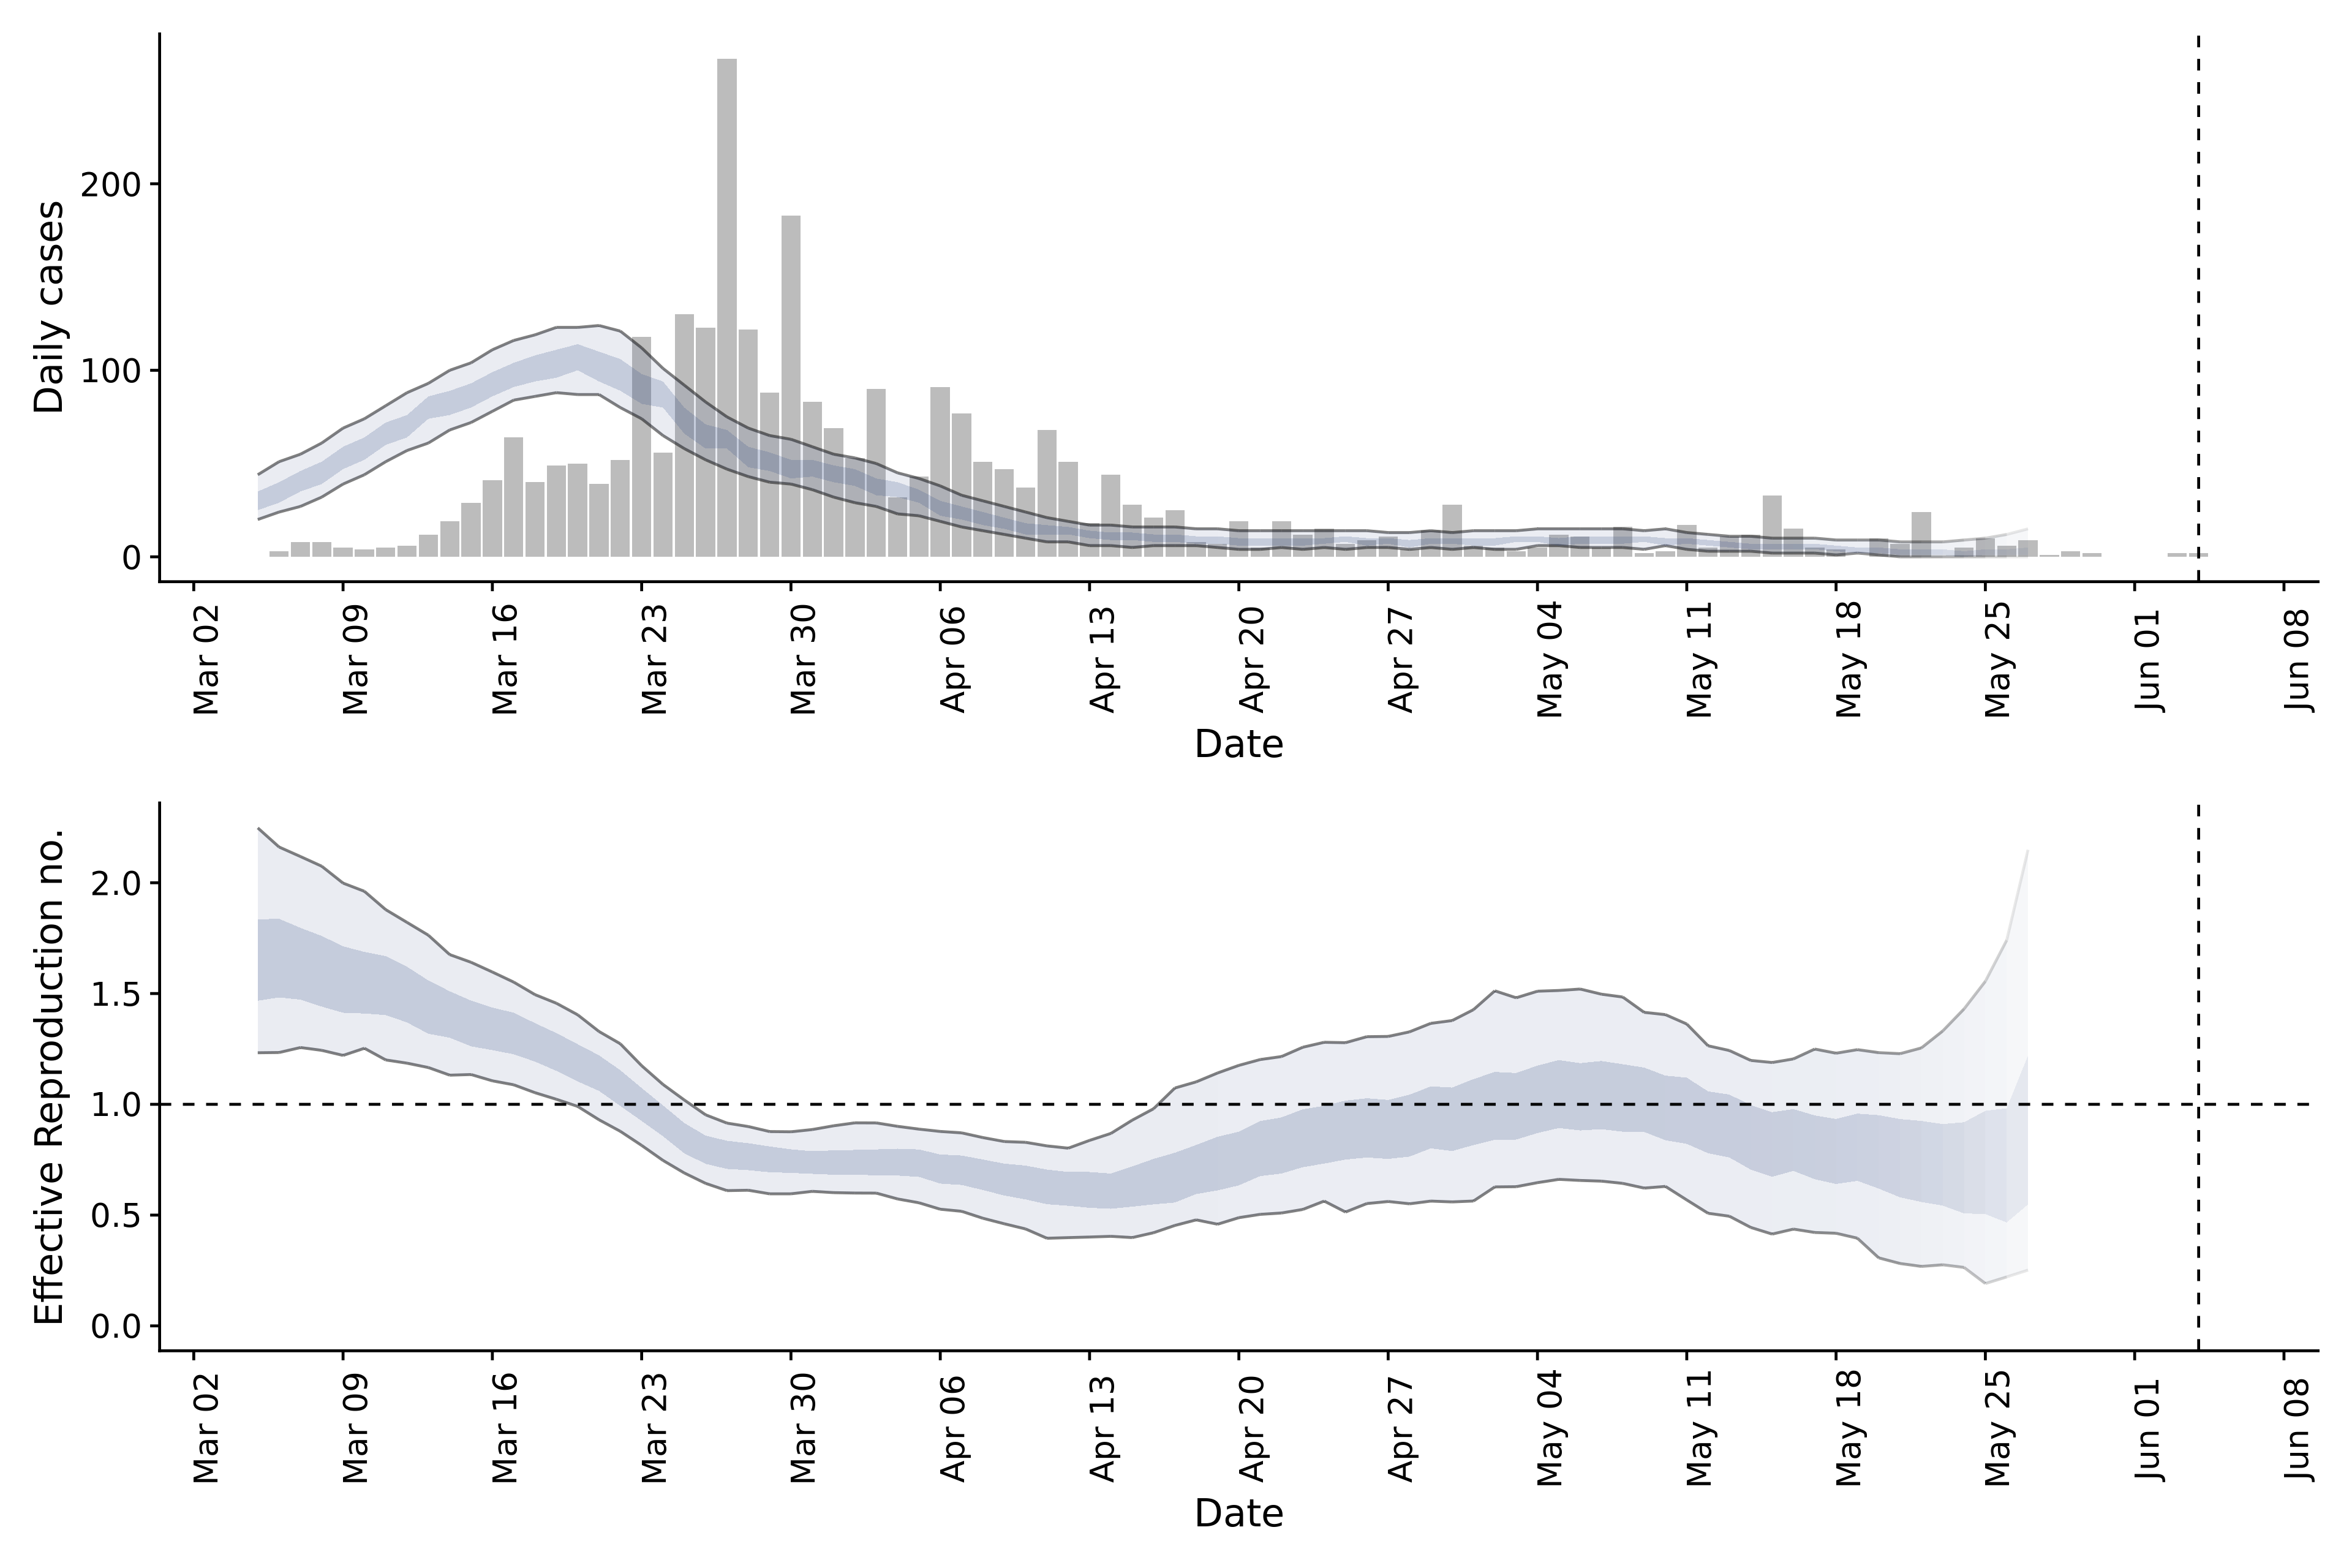 Daily cases
200
100
0
Mar 02
Mar 09
Mar 16
Mar 23
Mar 30
Apr 06
Apr 13
Apr 20
Apr 27
May 04
May 11
May 18
May 25
Jun 01
Jun 08
Date
Effective Reproduction no.
2.0
1.5
1.0
0.5
0.0
Mar 02
Mar 09
Mar 16
Mar 23
Mar 30
Apr 06
Apr 13
Apr 20
Apr 27
May 04
May 11
May 18
May 25
Jun 01
Jun 08
Date